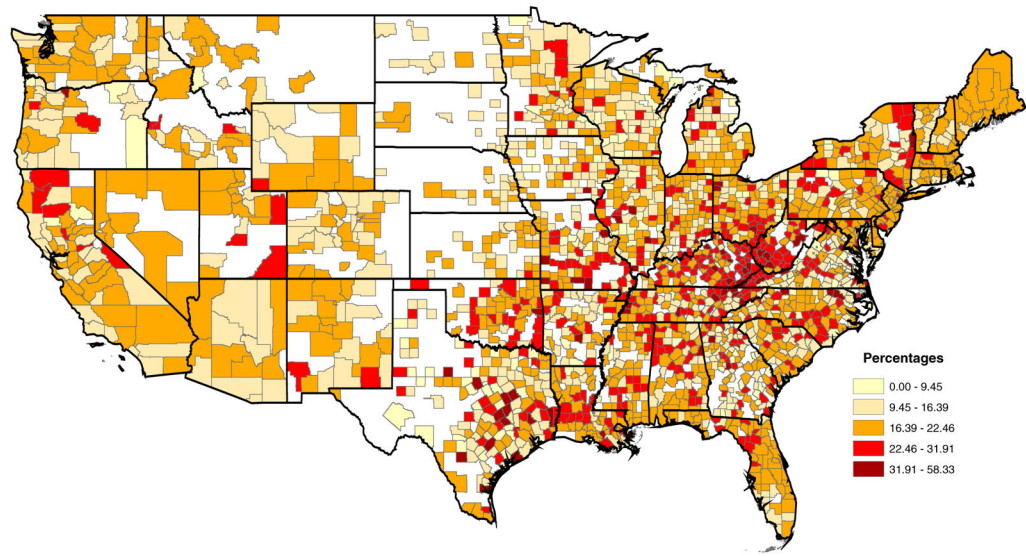 Percentages
0.00 - 9.45
9.45 - 16.39
16.39 - 22.46
22.46 - 31.91
31.91 - 58.33